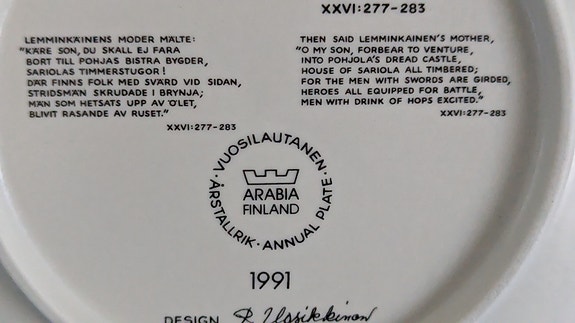 XXVI:277-283
LEMMINKÄINENS MODER MÄLTE:
"KÄRE SON, DU SKALL EJ FARA
BORT TILL POHJAS BISTRA BYGDER,
SARIOLAS TIMMERSTUGOR!
DÄR FINNS FOLK MED SVÄRD VID SIDAN,
STRIDSMÄN SKRUDADE I BRYNJA;
MÄN SOM HETSATS UPP AV ÖLET,
BLIVIT RASANDE AV RUSET."
XXVI:277-283
THEN SAID LEMMINKAINEN'S MOTHER,
"O MY SON, FORBEAR TO VENTURE,
INTO POHJOLA'S DREAD CASTLE,
HOUSE OF SARIOLA ALL TIMBERED;
FOR THE MEN WITH SWORDS ARE GIRDED,
HEROES ALL EQUIPPED FOR BATTLE,
MEN WITH DRINK OF HOPS EXCITED."
XXVI:277-283
VUOSILAUTANEN · ÅRSTALLRIK · ANNUAL PLATE ·
ARABIA
FINLAND
1991
DESIGN R Uosikkinen